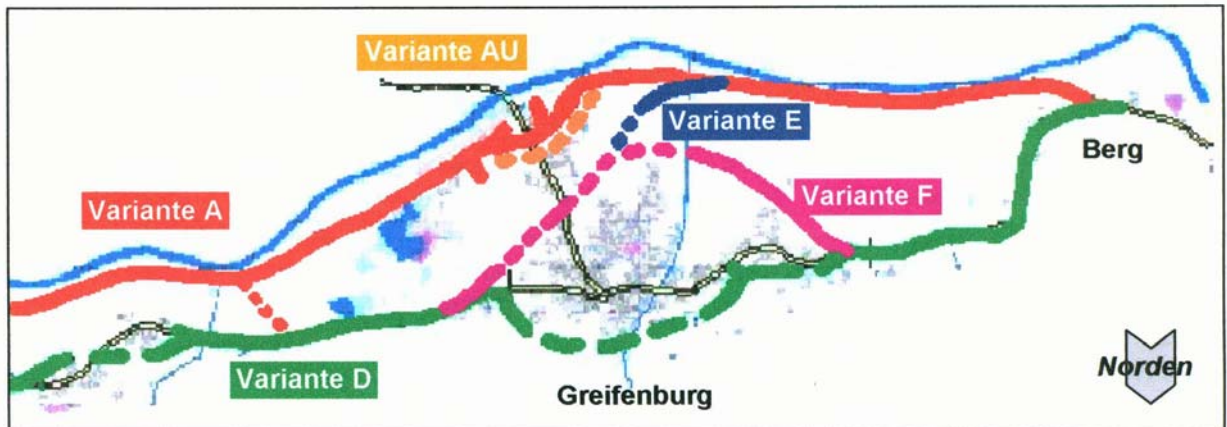 Variante AU
Variante E
Berg
Variante A
Variante F
Variante D
Norden
Greifenburg